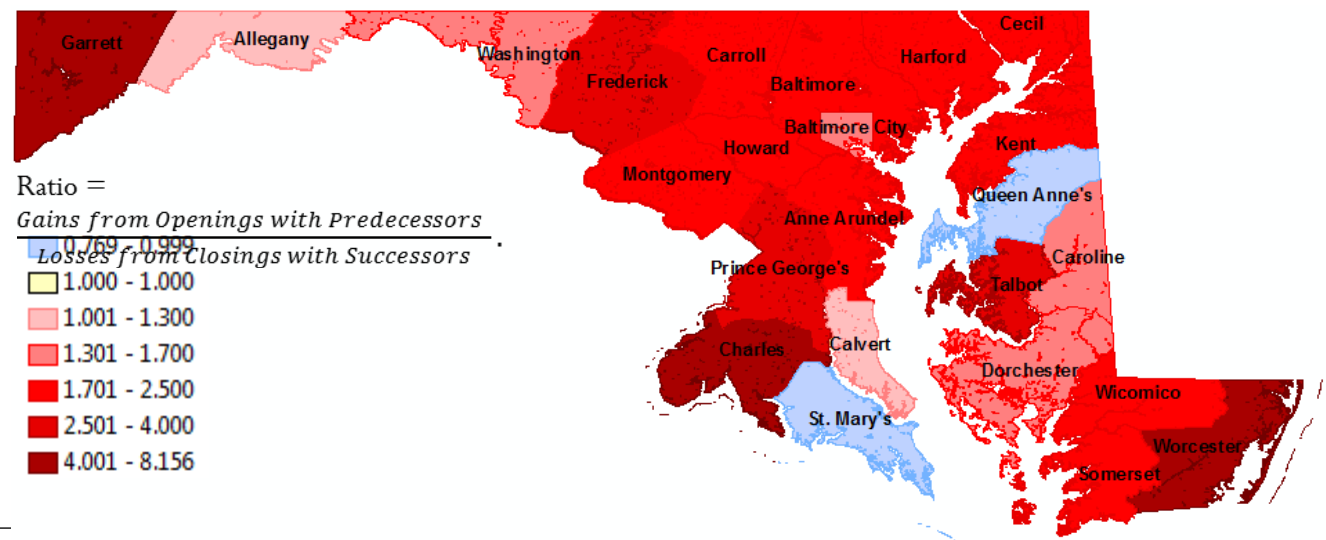 Cecil
Garrett
Allegany
Washington
Carroll
Harford
Frederick
Baltimore
Baltimore City
Kent
Howard
Montgomery
Ratio =
Queen Anne's
Gains from Openings with Predecessors
Anne Arundel
0.769 - 0.999
Losses from Closings with Successors
.
Caroline
Prince George's
1.000 - 1.000
Talbot
1.001 - 1.300
Calvert
1.301 - 1.700
Charles
Dorchester
1.701 - 2.500
Wicomico
St. Mary's
2.501 - 4.000
Worcester
4.001 - 8.156
Somerset